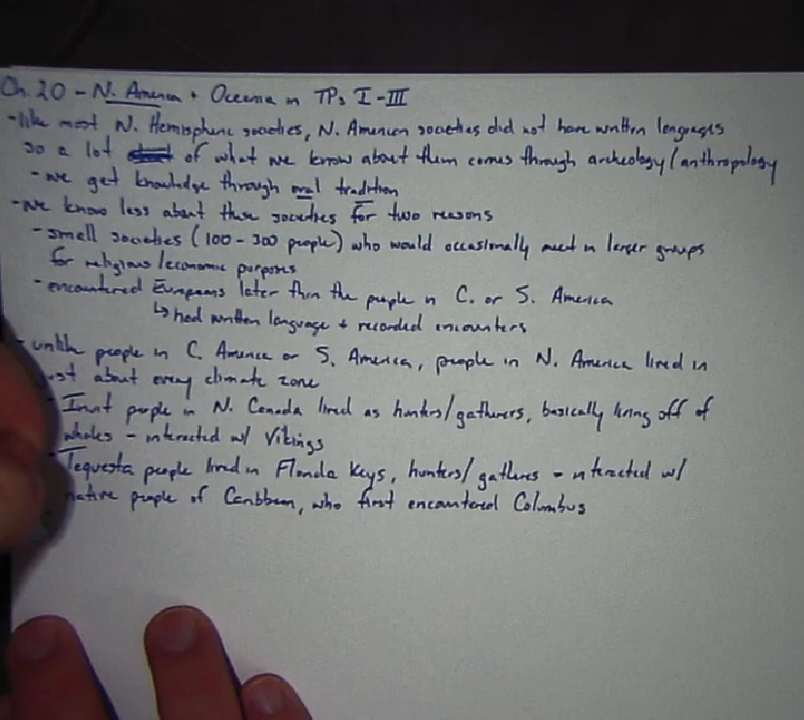 Ch. 20 - N. America + Oceania in TPs I-III
-like most N. Hemisphere societies, N. American societies did not have written languages
so a lot of what we know about them comes through archeology/anthropology
-we get knowledge through oral tradition
-we know less about these societies for two reasons
-small societies (100-300 people) who would occasionally meet in larger groups
for religious/economic purposes
-encountered Europeans later than the people in C. or S. America
↳ had written language + recorded encounters
-unlike people in C. America or S. America, people in N. America lived in
just about every climate zone
-Inuit people in N. Canada lived as hunters/gatherers, basically living off of
whales - interacted w/ Vikings
-Tequesta people lived in Florida Keys, hunters/gatherers - interacted w/
native people of Caribbean, who first encountered Columbus